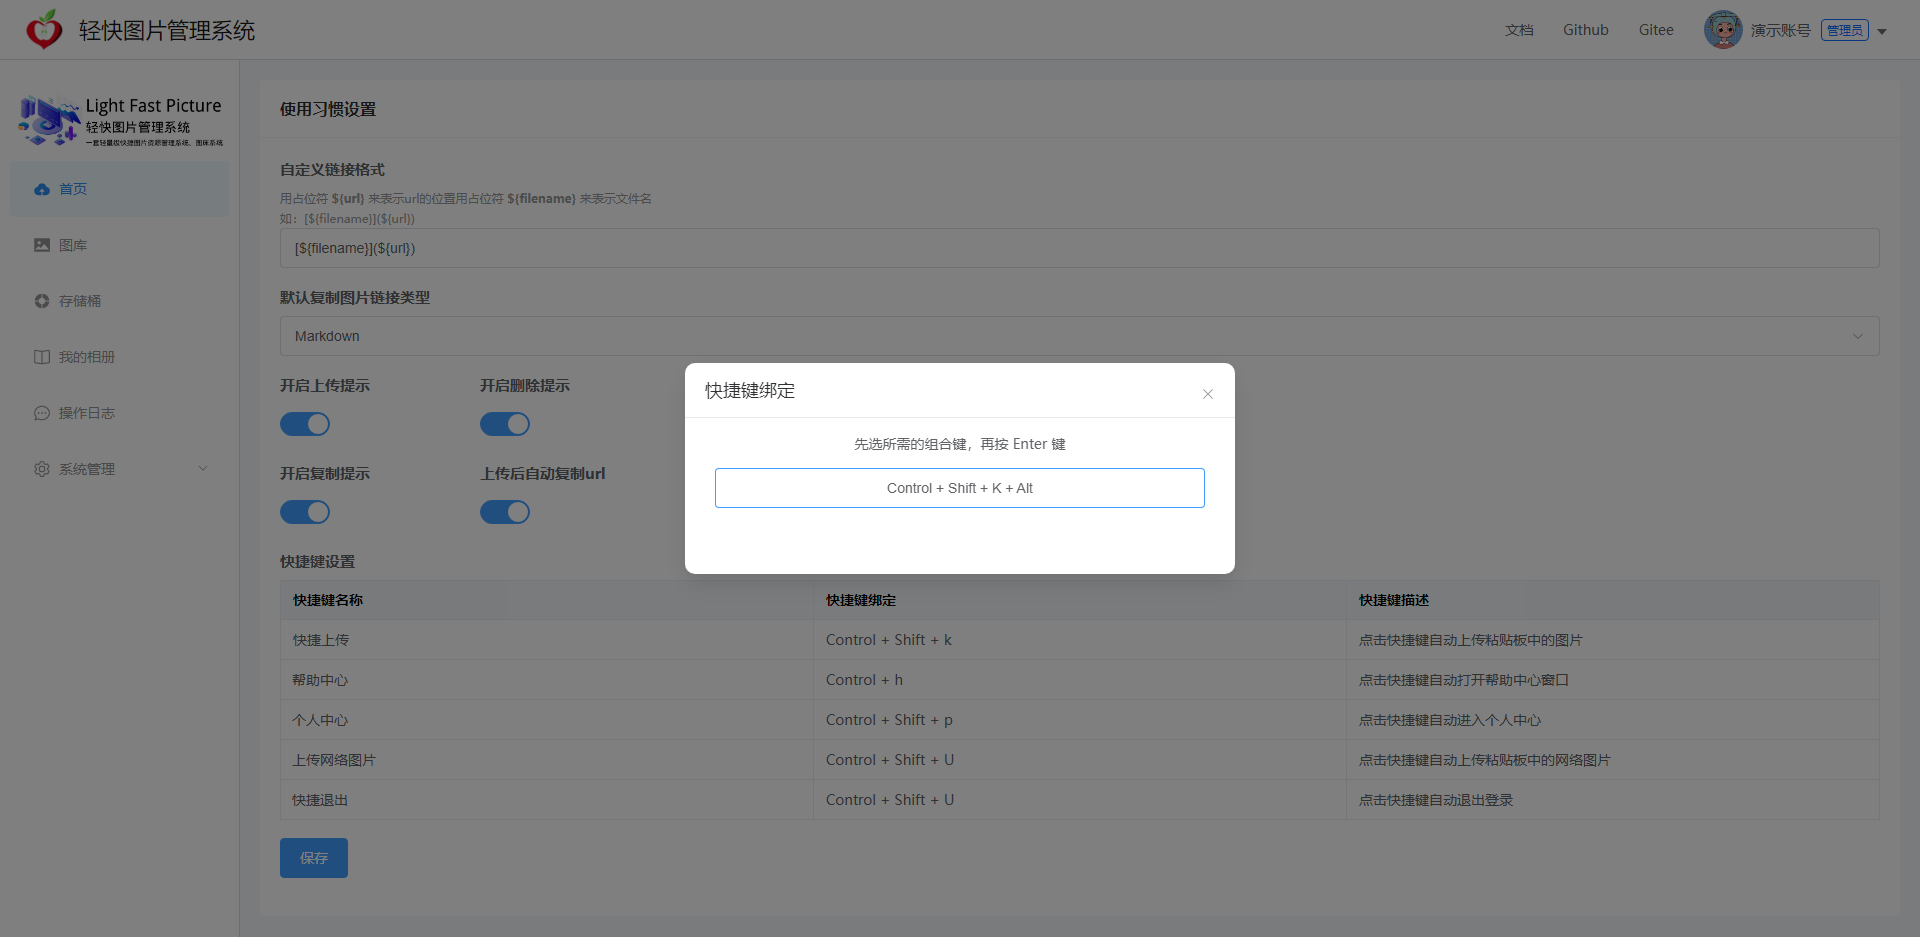 轻快图片管理系统
文档
Github
Gitee
演示账号
管理员
Light Fast Picture
轻快图片管理系统
一套轻量级快捷图片资源管理系统、图床系统
首页
图库
存储桶
我的相册
操作日志
系统管理
使用习惯设置
自定义链接格式
用占位符 ${url} 来表示url的位置用占位符 ${filename} 来表示文件名
如：[${filename}](${url})
[${filename}](${url})
默认复制图片链接类型
Markdown
开启上传提示
开启删除提示
开启复制提示
上传后自动复制url
快捷键绑定
先选所需的组合键，再按 Enter 键
Control + Shift + K + Alt
快捷键设置
快捷键名称 快捷键绑定 快捷键描述
快捷上传 Control + Shift + k 点击快捷键自动上传粘贴板中的图片
帮助中心 Control + h 点击快捷键自动打开帮助中心窗口
个人中心 Control + Shift + p 点击快捷键自动进入个人中心
上传网络图片 Control + Shift + U 点击快捷键自动上传粘贴板中的网络图片
快捷退出 Control + Shift + U 点击快捷键自动退出登录
保存